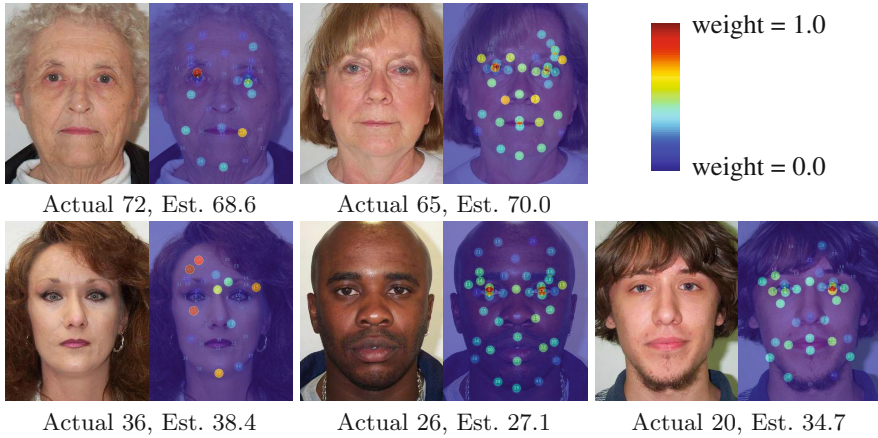 weight = 1.0
weight = 0.0
Actual 72, Est. 68.6
Actual 65, Est. 70.0
Actual 36, Est. 38.4
Actual 26, Est. 27.1
Actual 20, Est. 34.7